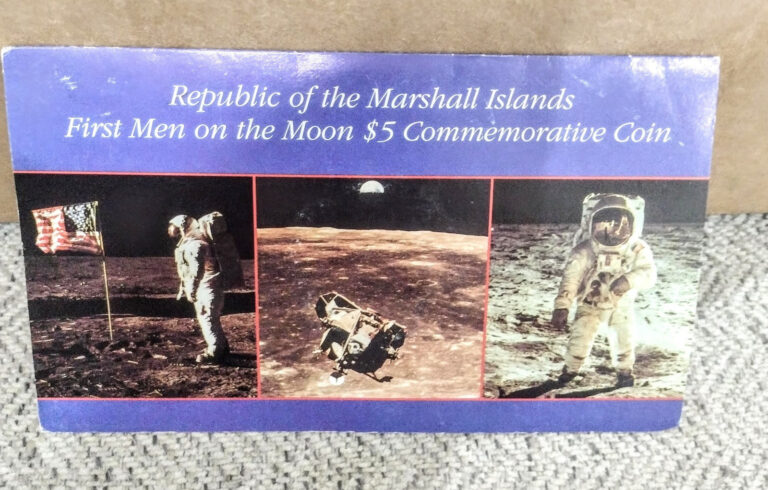 Republic of the Marshall Islands
First Men on the Moon $5 Commemorative Coin